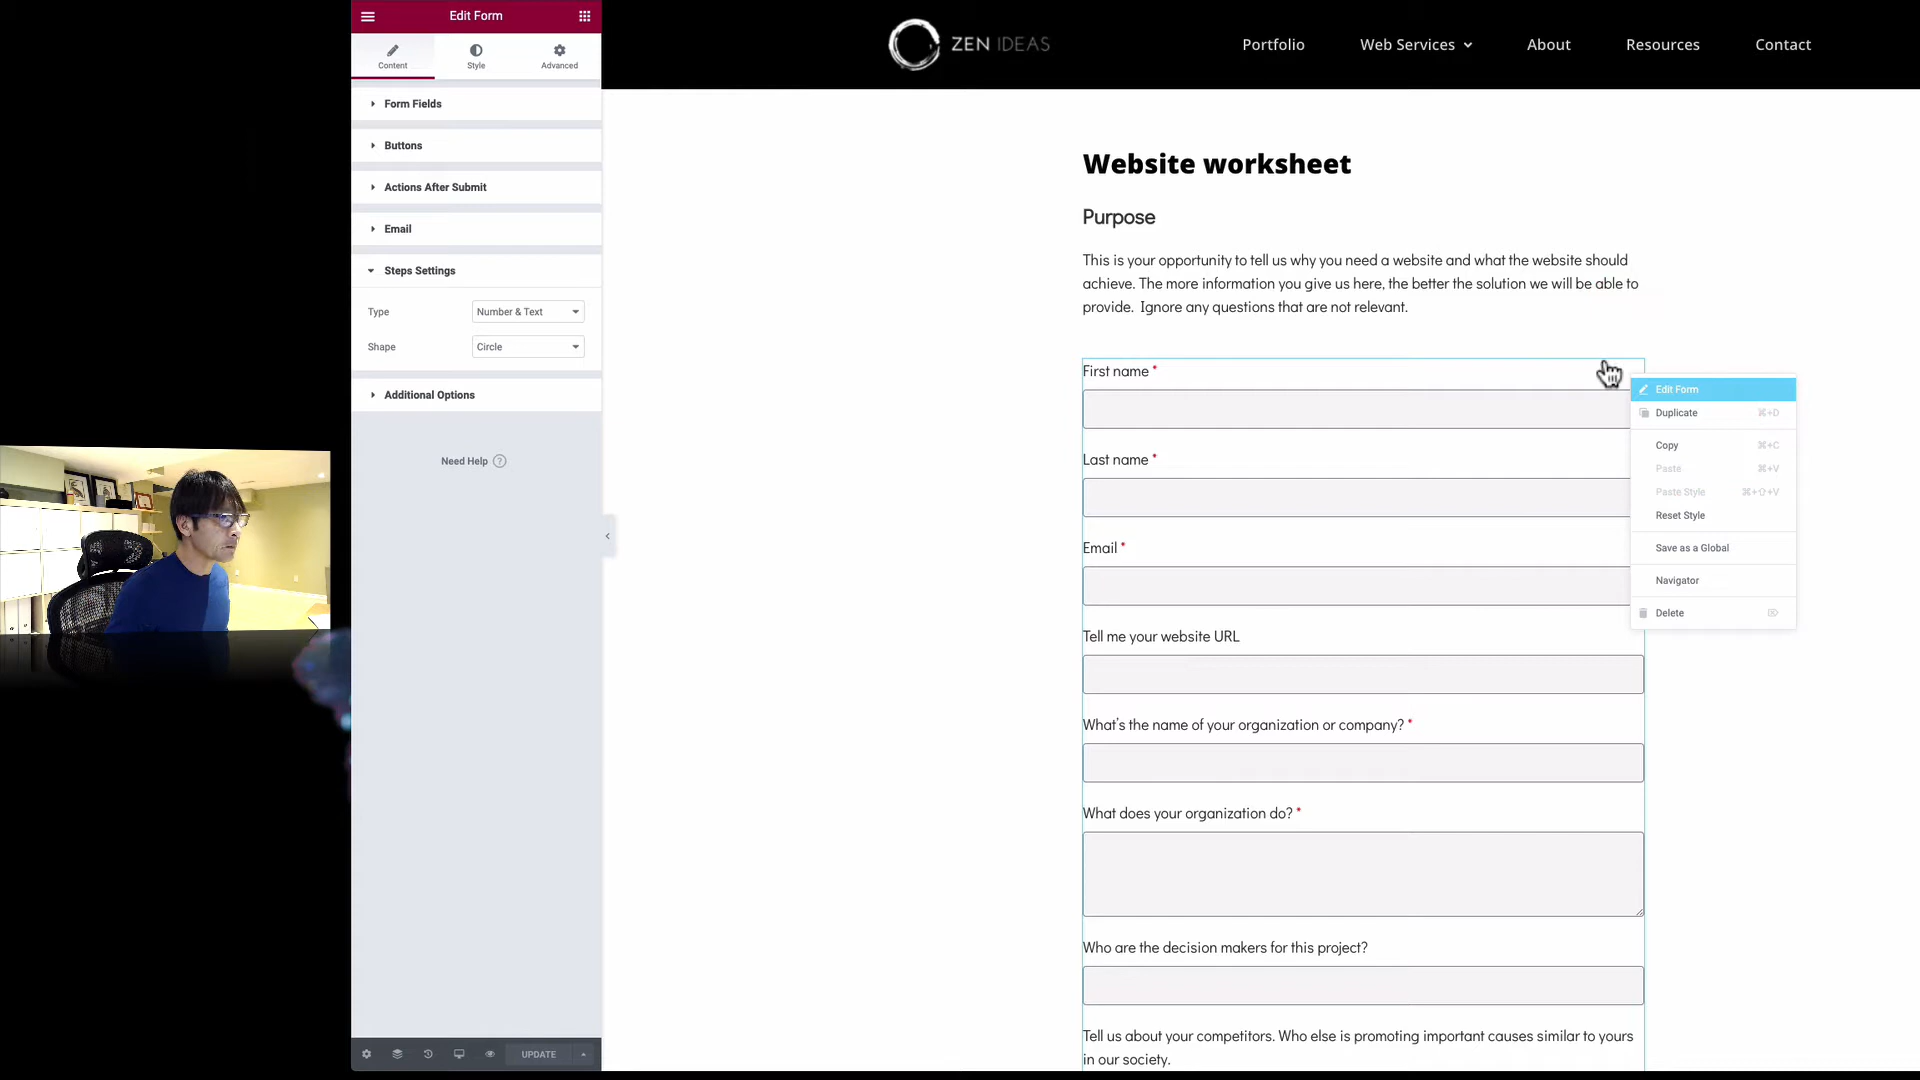 Edit Form
Content
Style
Advanced
Form Fields
Buttons
Actions After Submit
Email
Steps Settings
Type
Number & Text
Shape
Circle
Additional Options
Need Help ?
UPDATE
ZEN IDEAS
Portfolio
Web Services
About
Resources
Contact
Website worksheet
Purpose
This is your opportunity to tell us why you need a website and what the website should
achieve. The more information you give us here, the better the solution we will be able to
provide.  Ignore any questions that are not relevant.
First name *
Last name *
Email *
Tell me your website URL
What's the name of your organization or company? *
What does your organization do? *
Who are the decision makers for this project?
Tell us about your competitors. Who else is promoting important causes similar to yours
in our society.
Edit Form
Duplicate ⌘+D
Copy ⌘+C
Paste ⌘+V
Paste Style ⌘+⇧+V
Reset Style
Save as a Global
Navigator
Delete ⌦